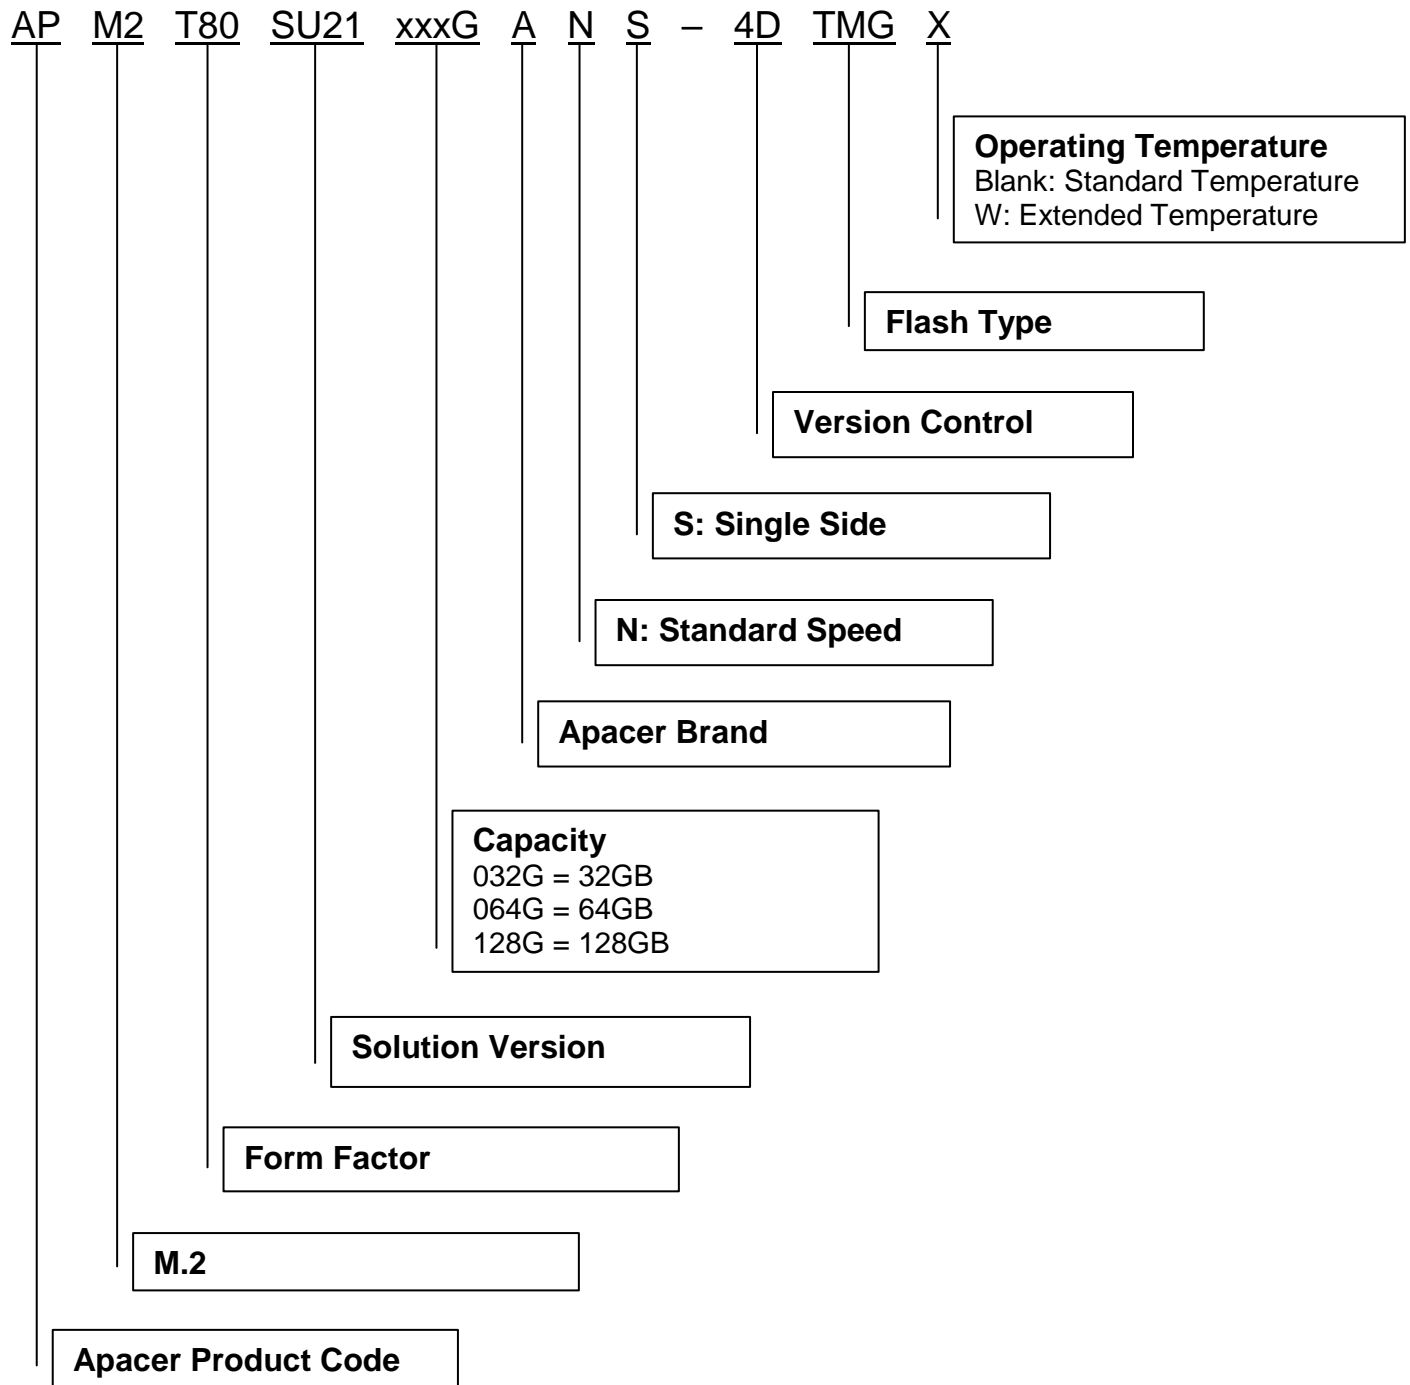 AP M2 T80 SU21 xxxG A N S – 4D TMG X
Operating Temperature
Blank: Standard Temperature
W: Extended Temperature
Flash Type
Version Control
S: Single Side
N: Standard Speed
Apacer Brand
Capacity
032G = 32GB
064G = 64GB
128G = 128GB
Solution Version
Form Factor
M.2
Apacer Product Code